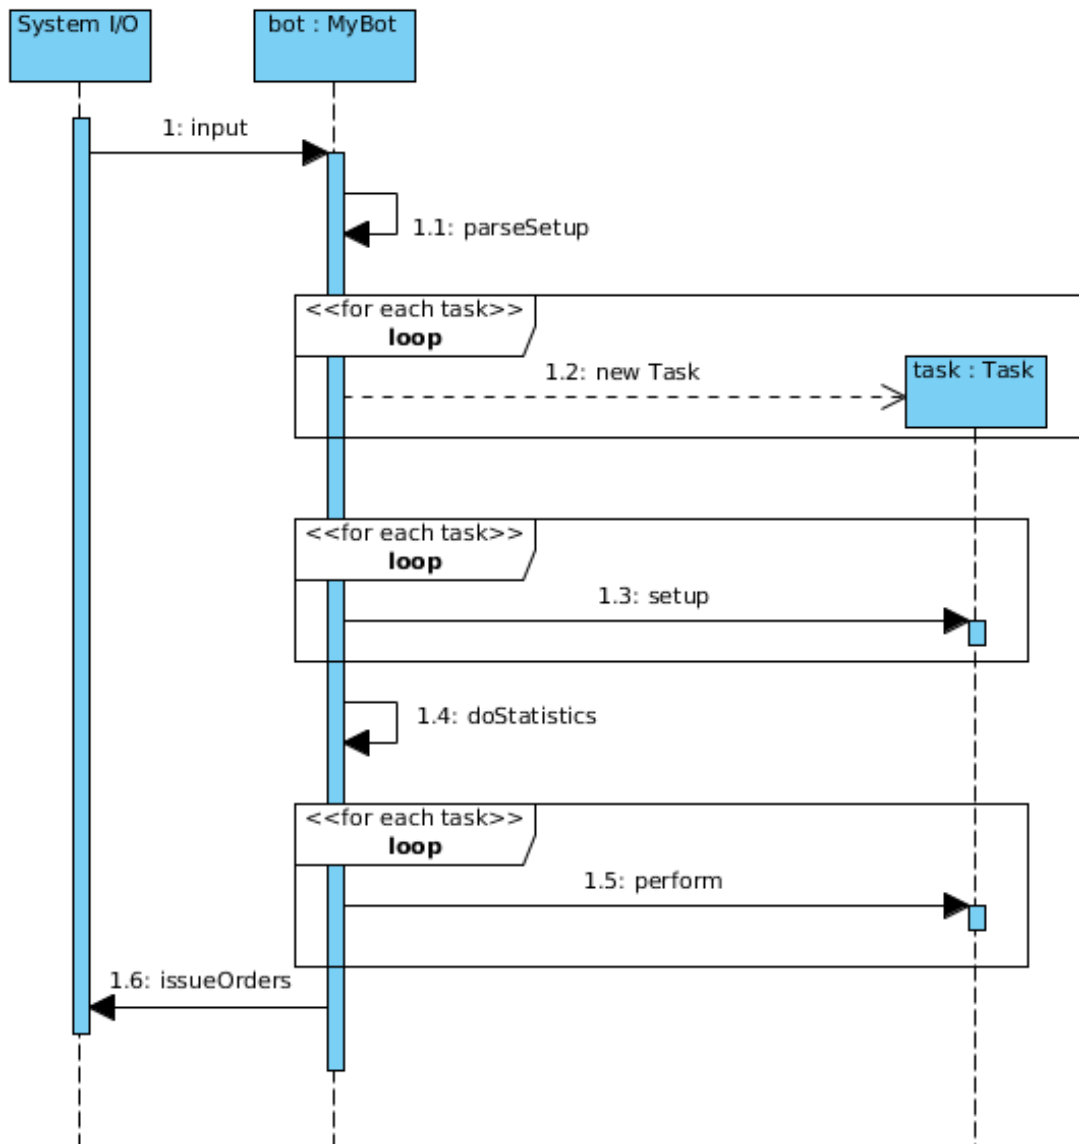 System I/O
bot : MyBot
1: input
1.1: parseSetup
<<for each task>>
loop
1.2: new Task
task : Task
<<for each task>>
loop
1.3: setup
1.4: doStatistics
<<for each task>>
loop
1.5: perform
1.6: issueOrders